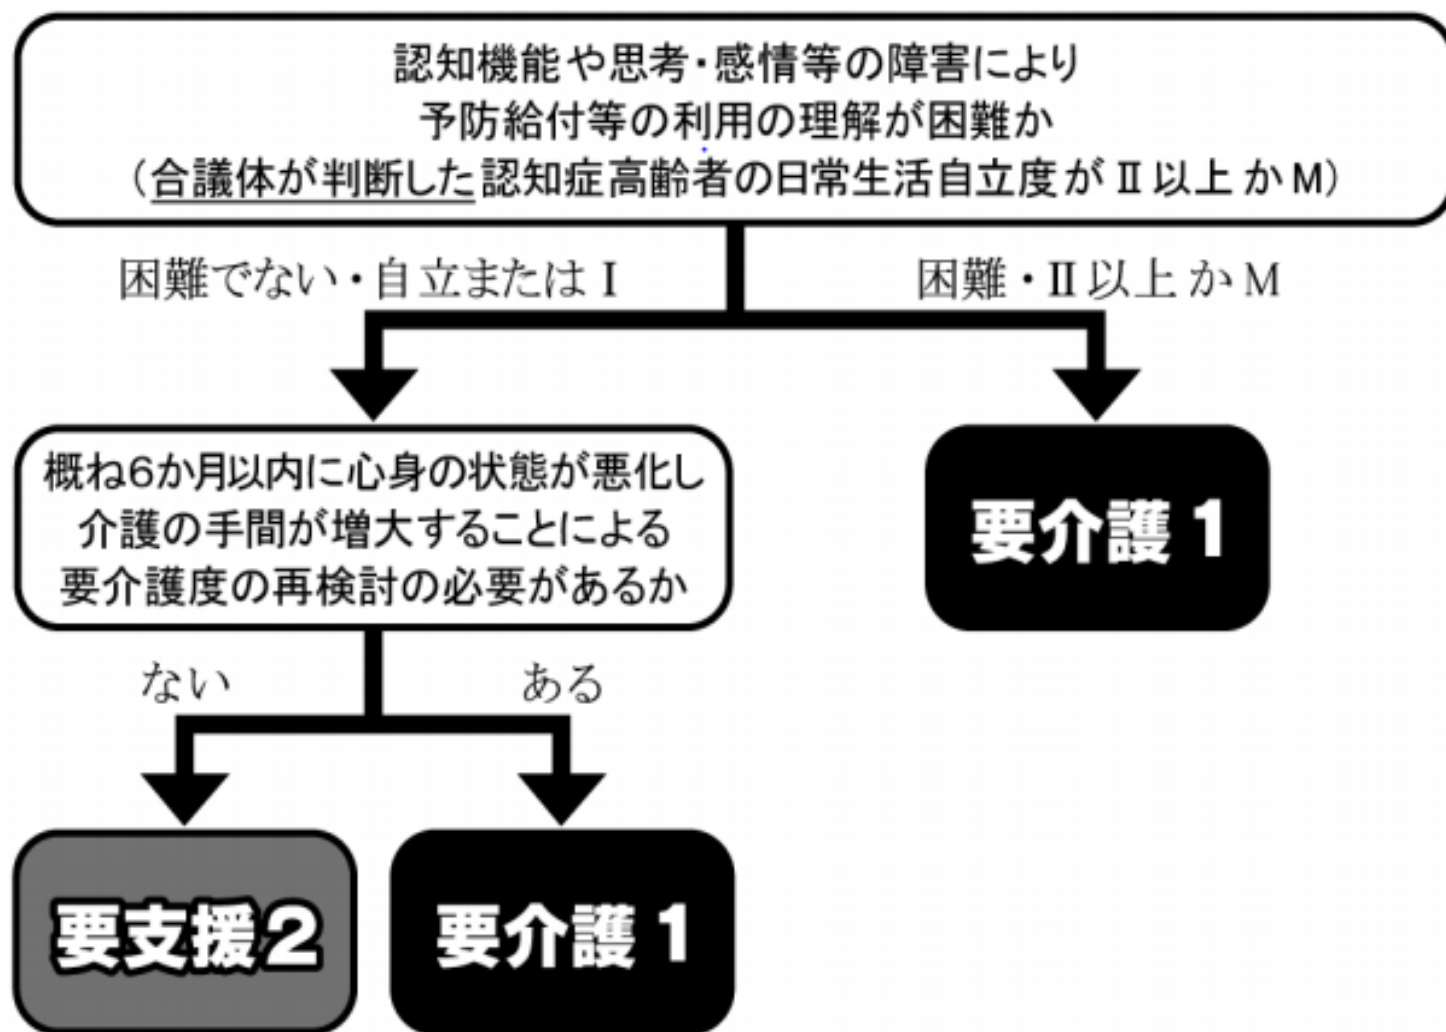 認知機能や思考・感情等の障害により
予防給付等の利用の理解が困難か
(合議体が判断した認知症高齢者の日常生活自立度がⅡ以上かM)
困難でない・自立またはⅠ
困難・Ⅱ以上かM
概ね6か月以内に心身の状態が悪化し
介護の手間が増大することによる
要介護度の再検討の必要があるか
要介護1
ない
ある
要支援2
要介護1